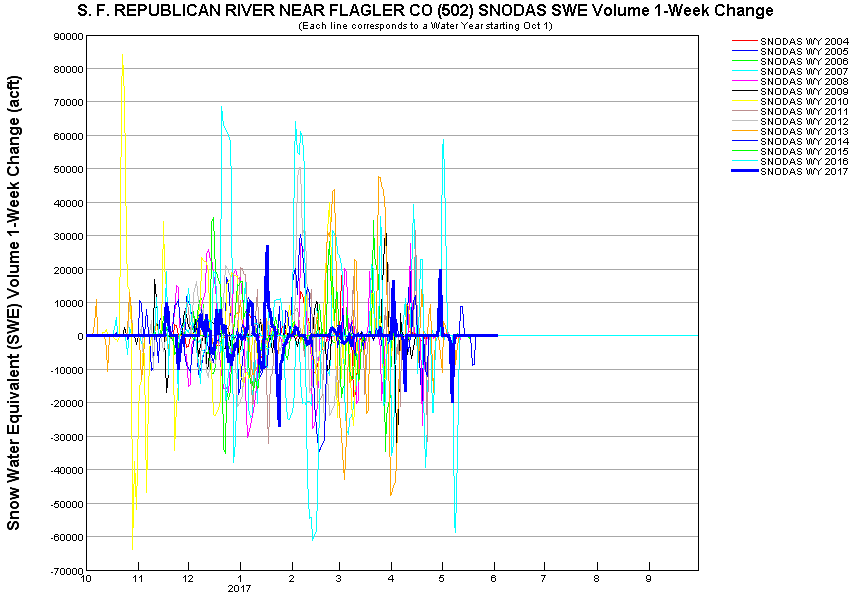 S. F. REPUBLICAN RIVER NEAR FLAGLER CO (502) SNODAS SWE Volume 1-Week Change
(Each line corresponds to a Water Year starting Oct 1)
Snow Water Equivalent (SWE) Volume 1-Week Change (acft)
90000
80000
70000
60000
50000
40000
30000
20000
10000
0
-10000
-20000
-30000
-40000
-50000
-60000
-70000
10 11 12 1 2 3 4 5 6 7 8 9
2017
SNODAS WY 2004
SNODAS WY 2005
SNODAS WY 2006
SNODAS WY 2007
SNODAS WY 2008
SNODAS WY 2009
SNODAS WY 2010
SNODAS WY 2011
SNODAS WY 2012
SNODAS WY 2013
SNODAS WY 2014
SNODAS WY 2015
SNODAS WY 2016
SNODAS WY 2017